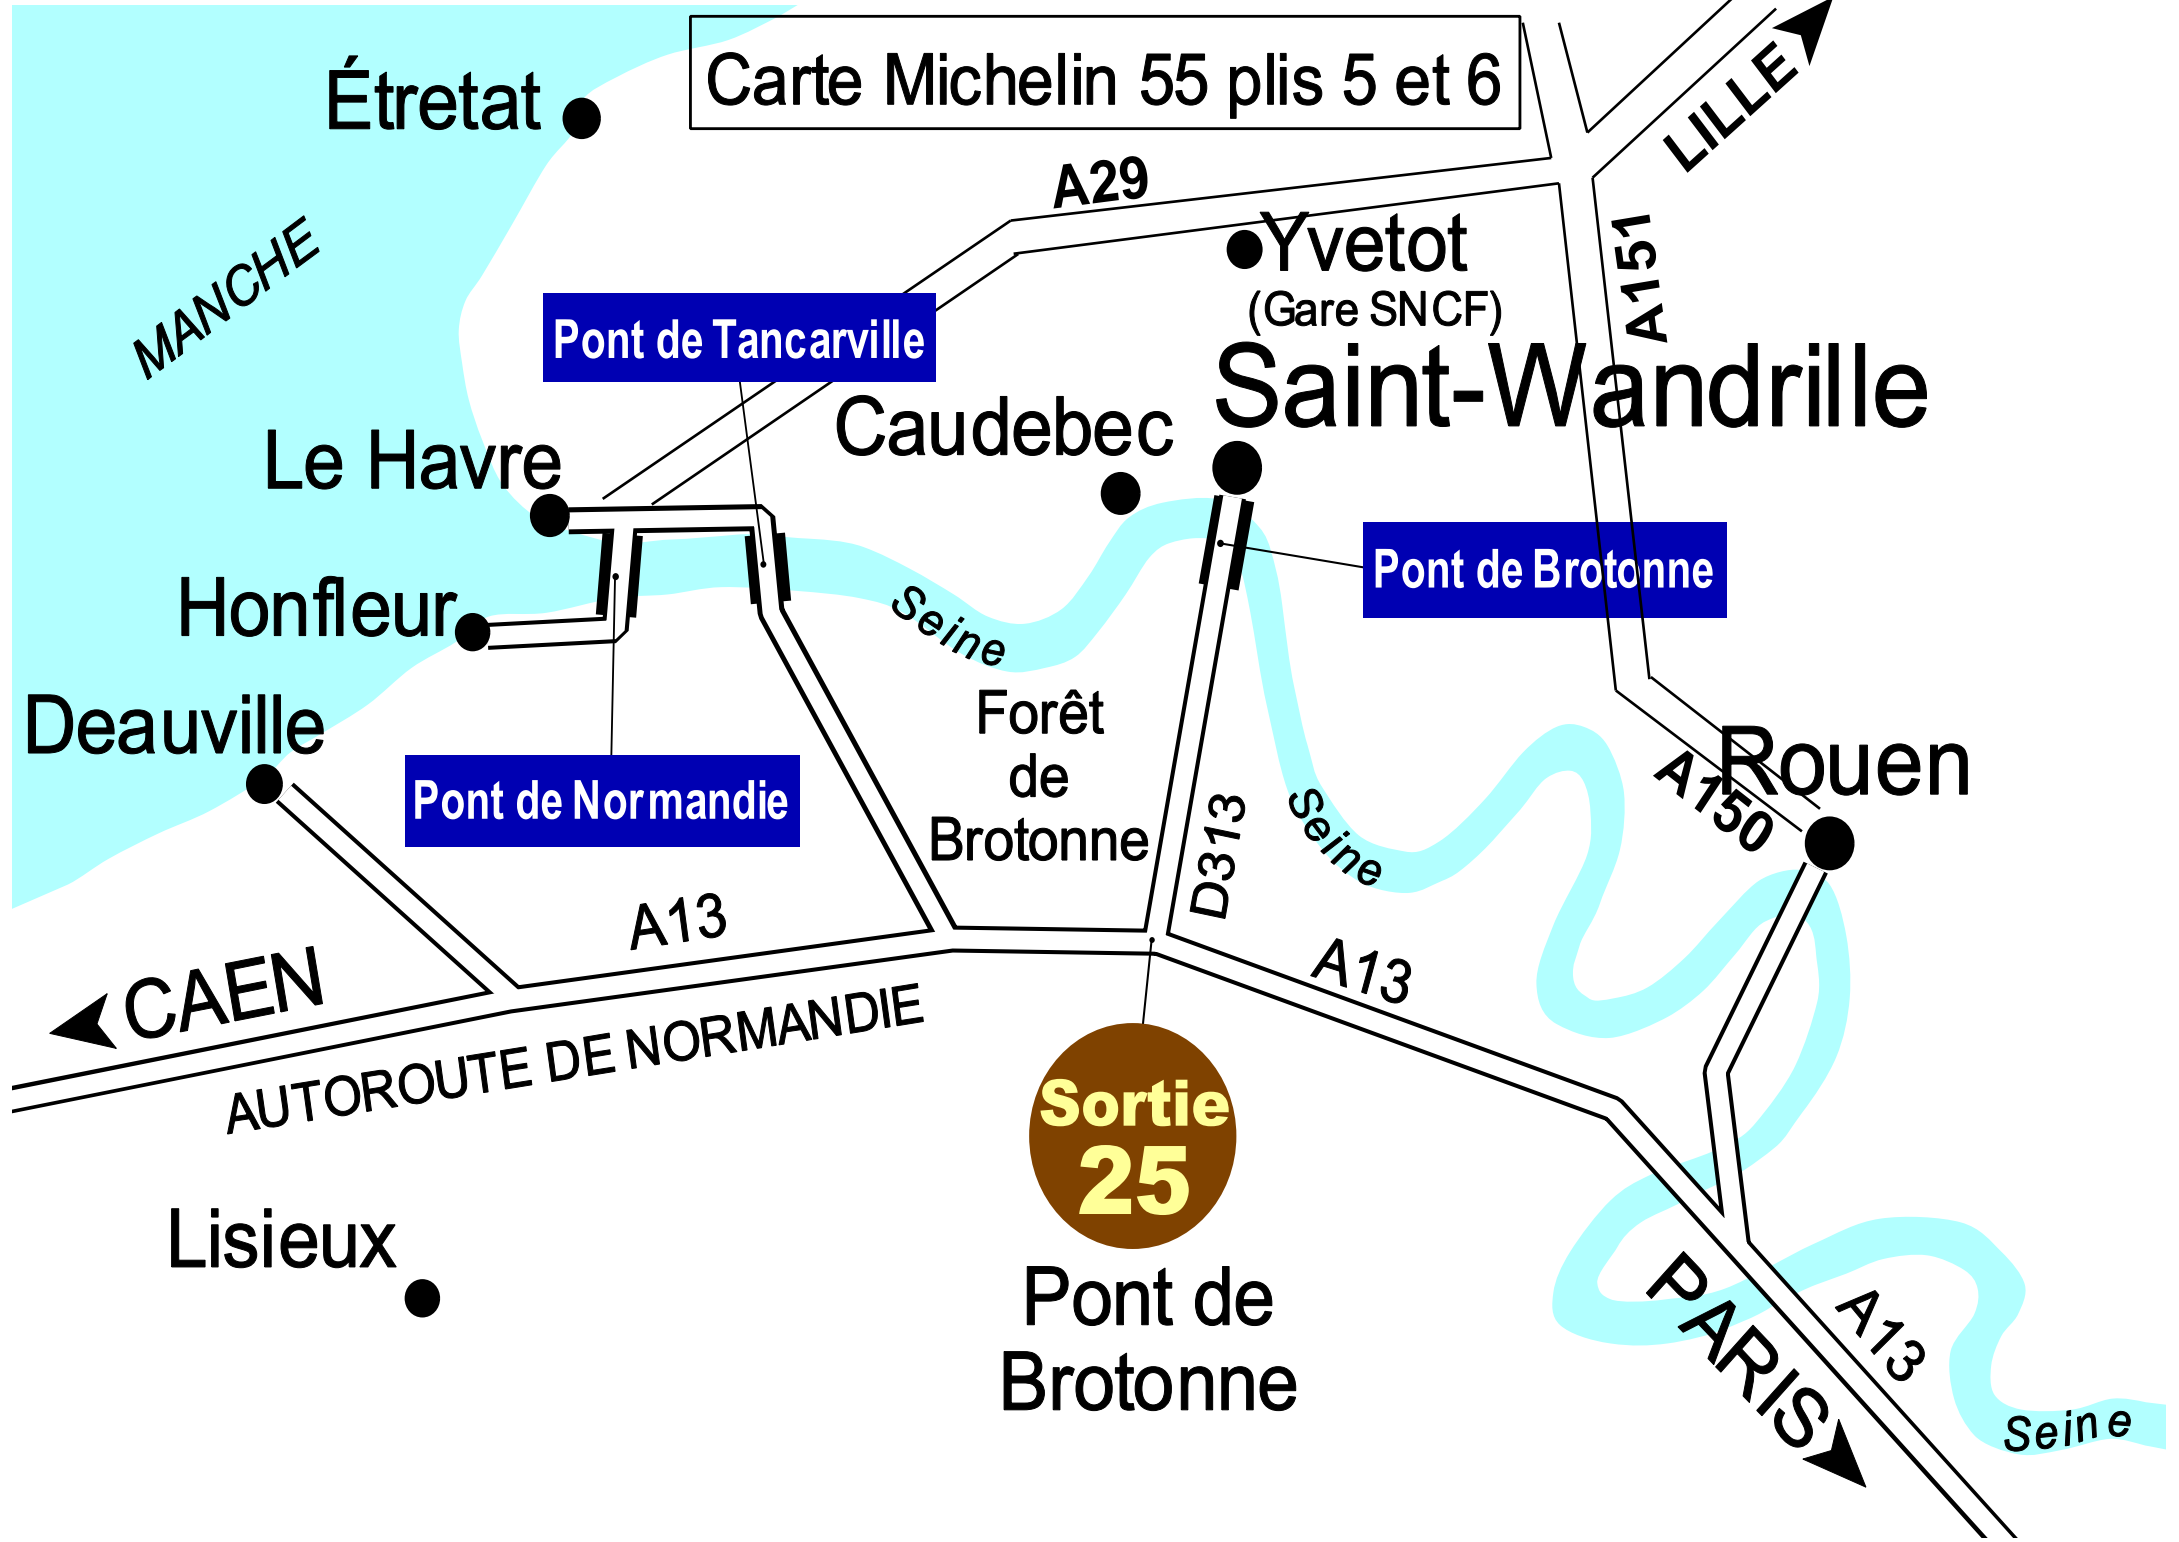 Carte Michelin 55 plis 5 et 6
Étretat
LILLE
A29
MANCHE
Yvetot
(Gare SNCF)
A151
Pont de Tancarville
Saint-Wandrille
Caudebec
Le Havre
Pont de Brotonne
Honfleur
Seine
Deauville
Forêt
de
Brotonne
Rouen
A150
Pont de Normandie
D313
Seine
A13
A13
CAEN
AUTOROUTE DE NORMANDIE
Sortie
25
Pont de
Brotonne
Lisieux
PARIS
A13
Seine